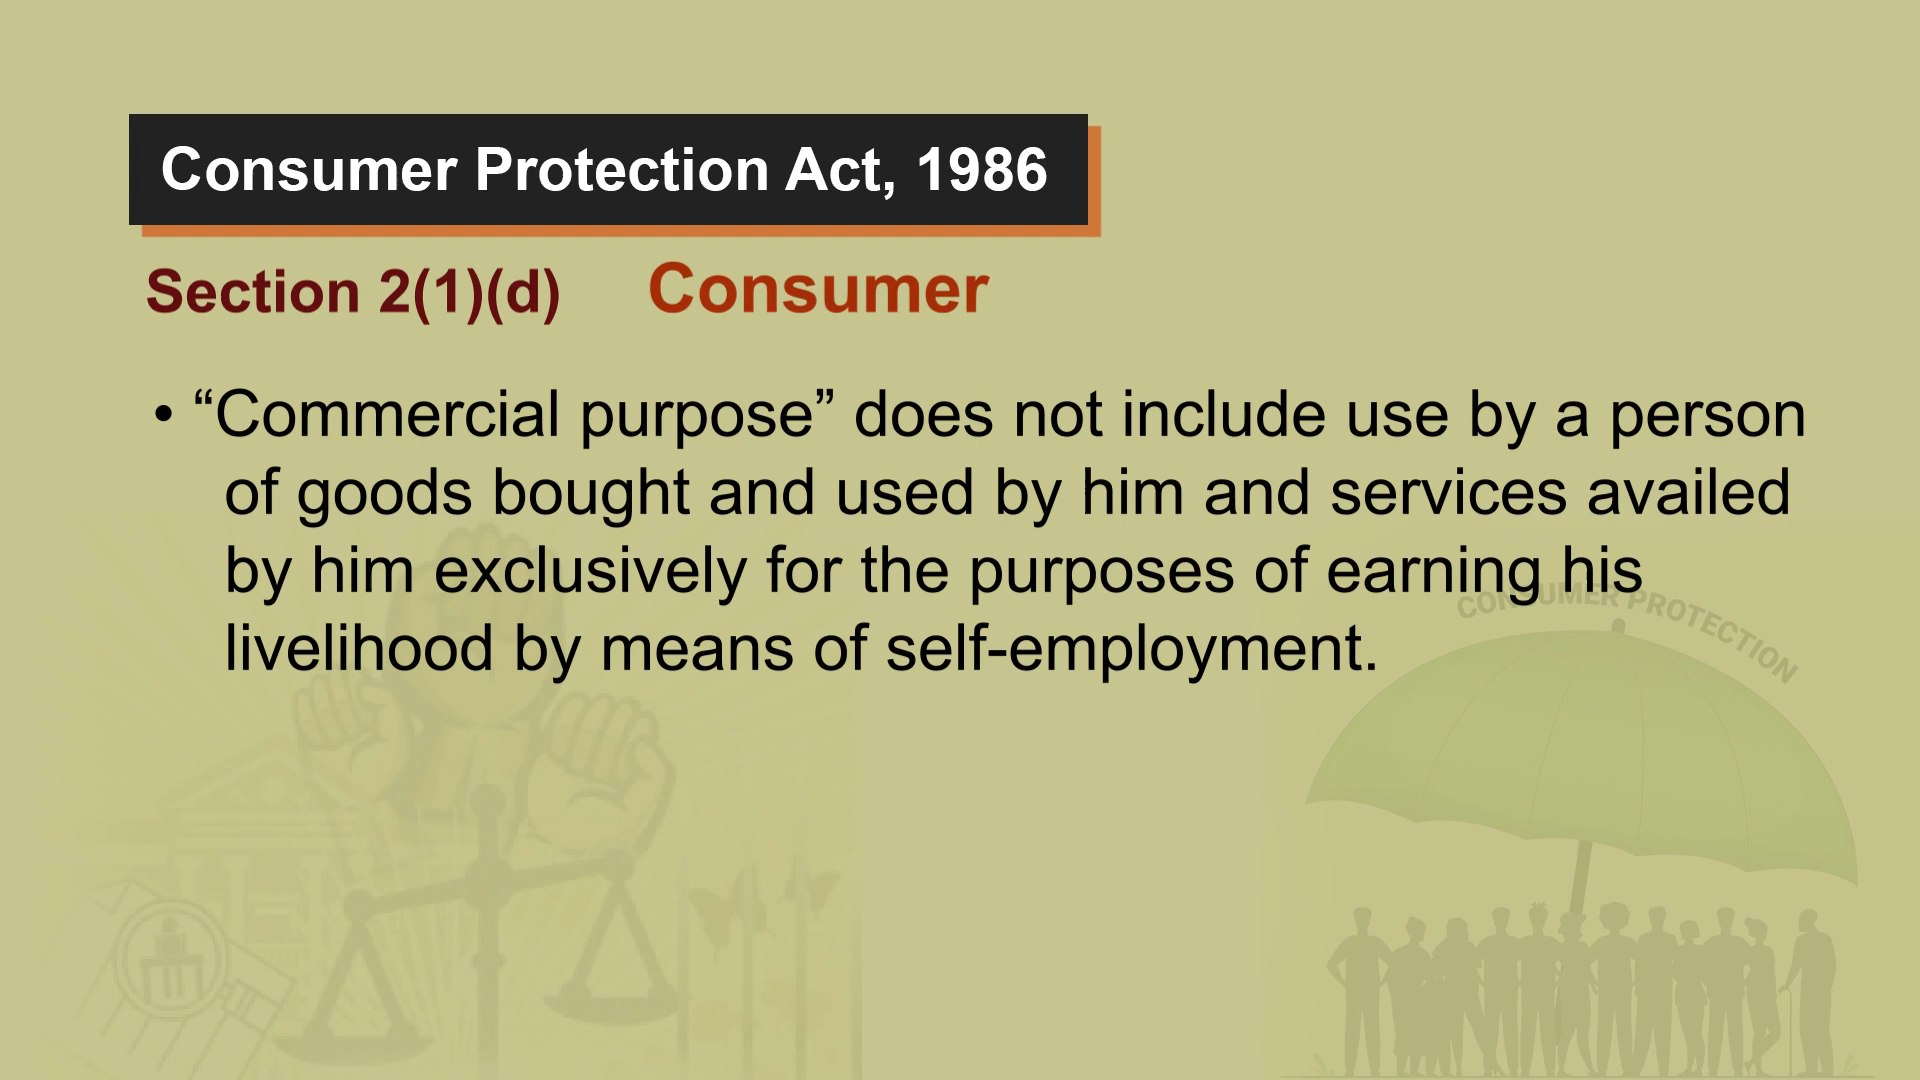 Consumer Protection Act, 1986
Section 2(1)(d) Consumer
• “Commercial purpose” does not include use by a person
of goods bought and used by him and services availed
by him exclusively for the purposes of earning his
livelihood by means of self-employment.
CONSUMER PROTECTION